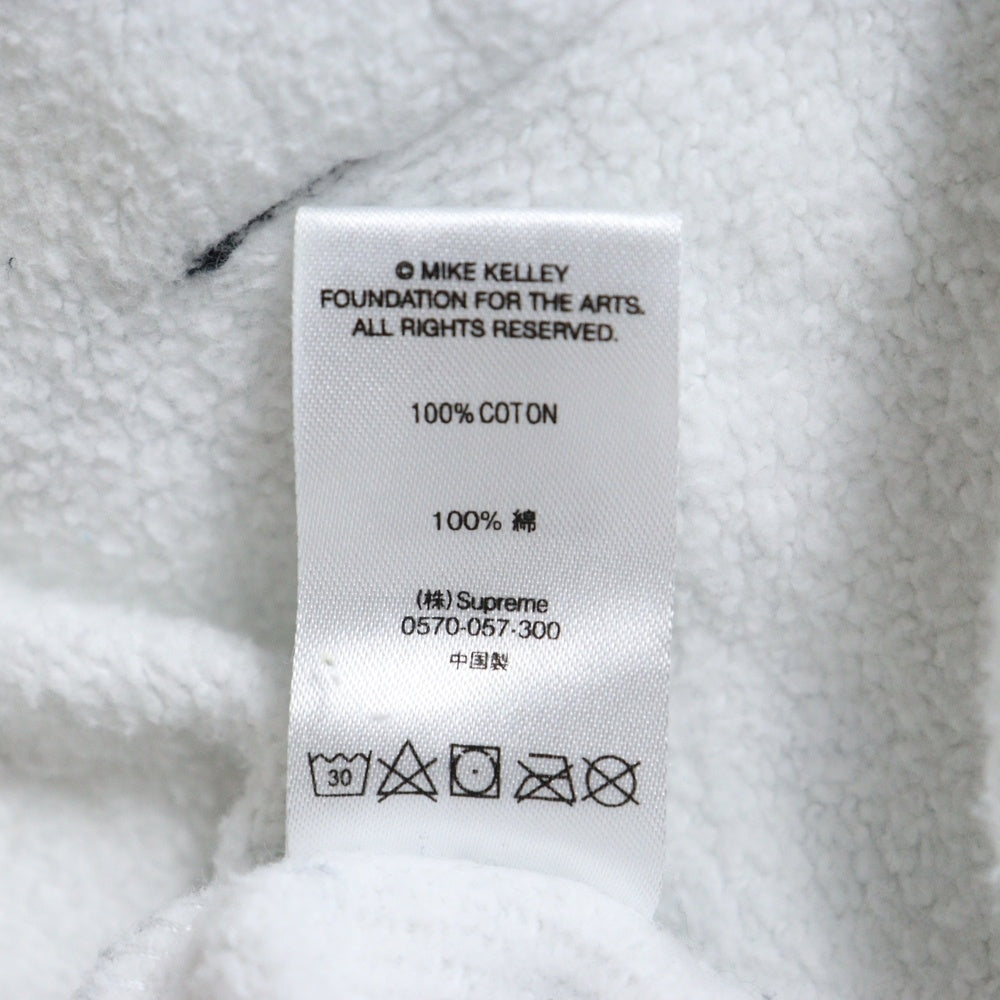 © MIKE KELLEY
FOUNDATION FOR THE ARTS.
ALL RIGHTS RESERVED.
100% COTON
100% 綿
(株) Supreme
0570-057-300
中国製
30